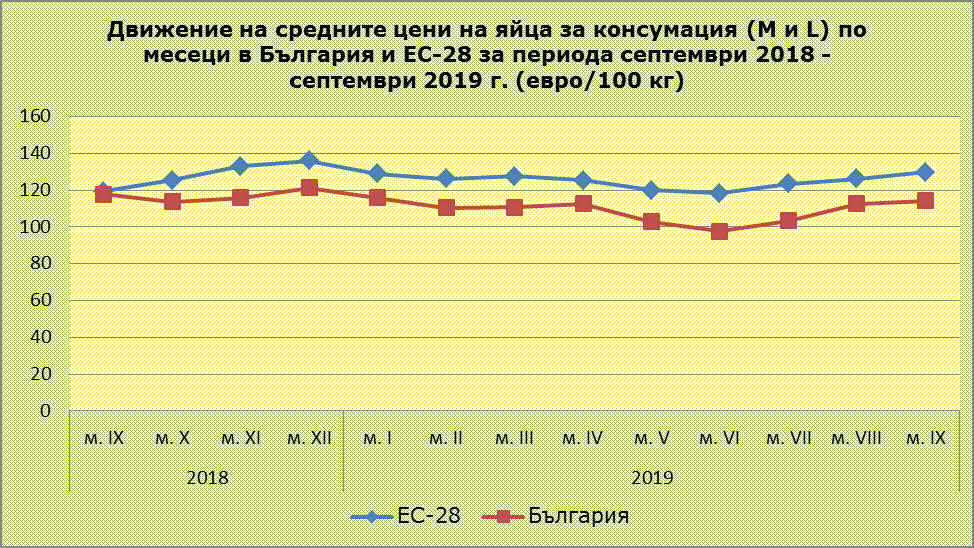 Движение на средните цени на яйца за консумация (M и L) по
месеци в България и ЕС-28 за периода септември 2018 -
септември 2019 г. (евро/100 кг)
160
140
120
100
80
60
40
20
0
м. IX м. X м. XI м. XII м. I м. II м. III м. IV м. V м. VI м. VII м. VIII м. IX
2018 2019
ЕС-28 България